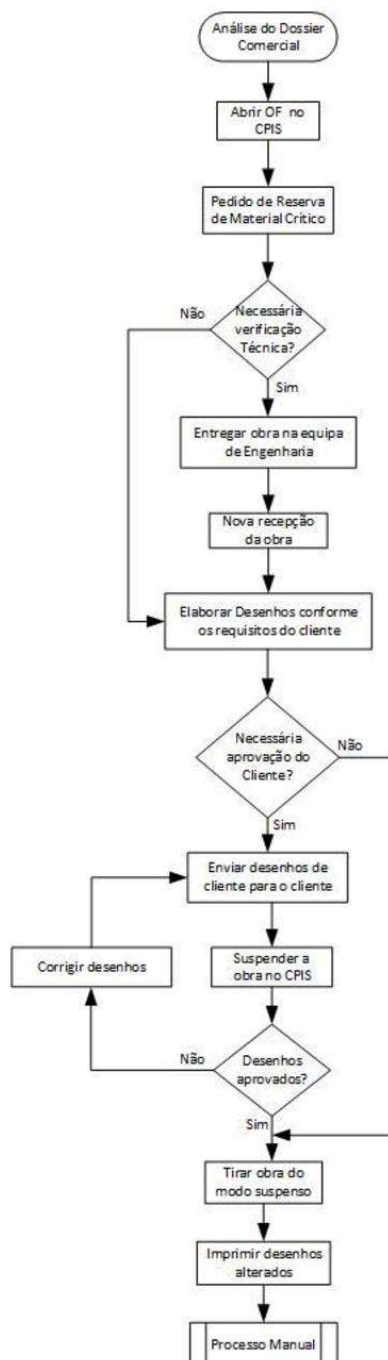 Análise do Dossier
Comercial
Abrir OF no
CPIS
Pedido de Reserva
de Material Crítico
Não
Necessária
verificação
Técnica?
Sim
Entregar obra na equipa
de Engenharia
Nova recepção
da obra
Elaborar Desenhos conforme
os requisitos do cliente
Necessária
aprovação do
Cliente?
Não
Sim
Enviar desenhos de
cliente para o cliente
Corrigir desenhos
Suspender a
obra no CPIS
Não
Desenhos
aprovados?
Sim
Tirar obra do
modo suspenso
Imprimir desenhos
alterados
Processo Manual